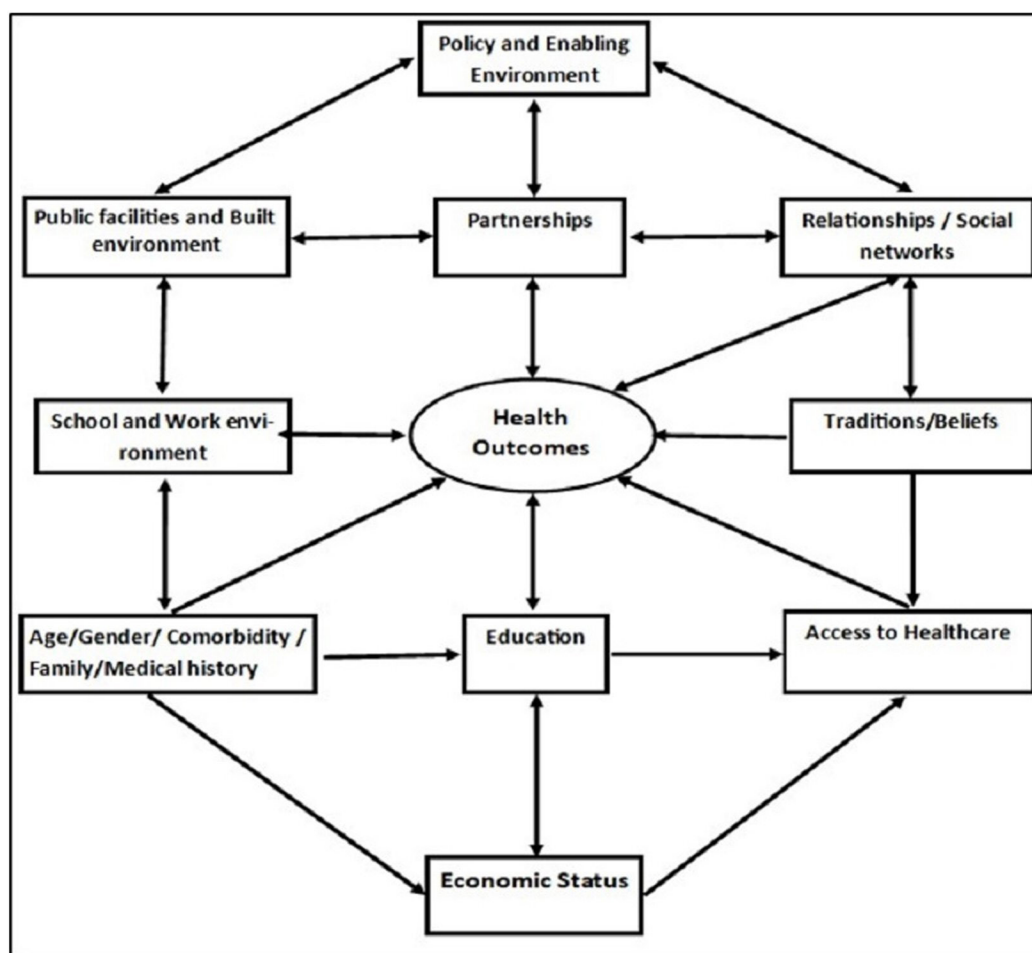 Policy and Enabling
Environment
Public facilities and Built
environment
Partnerships
Relationships / Social
networks
School and Work envi-
ronment
Health
Outcomes
Traditions/Beliefs
Age/Gender/ Comorbidity /
Family/Medical history
Education
Access to Healthcare
Economic Status